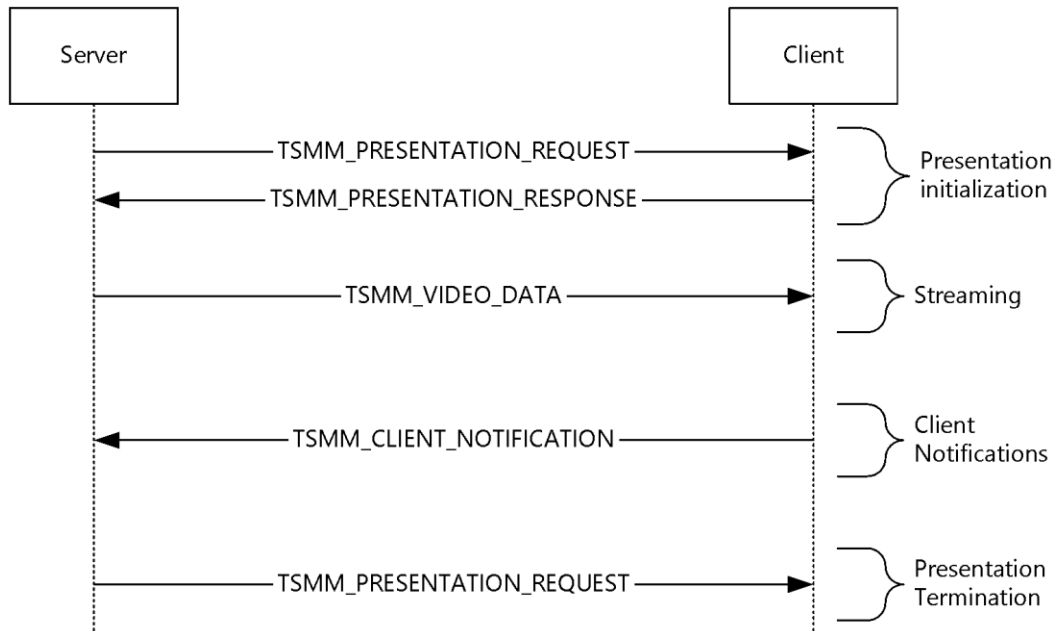 Server
Client
TSMM_PRESENTATION_REQUEST
Presentation
initialization
TSMM_PRESENTATION_RESPONSE
TSMM_VIDEO_DATA
Streaming
TSMM_CLIENT_NOTIFICATION
Client
Notifications
TSMM_PRESENTATION_REQUEST
Presentation
Termination